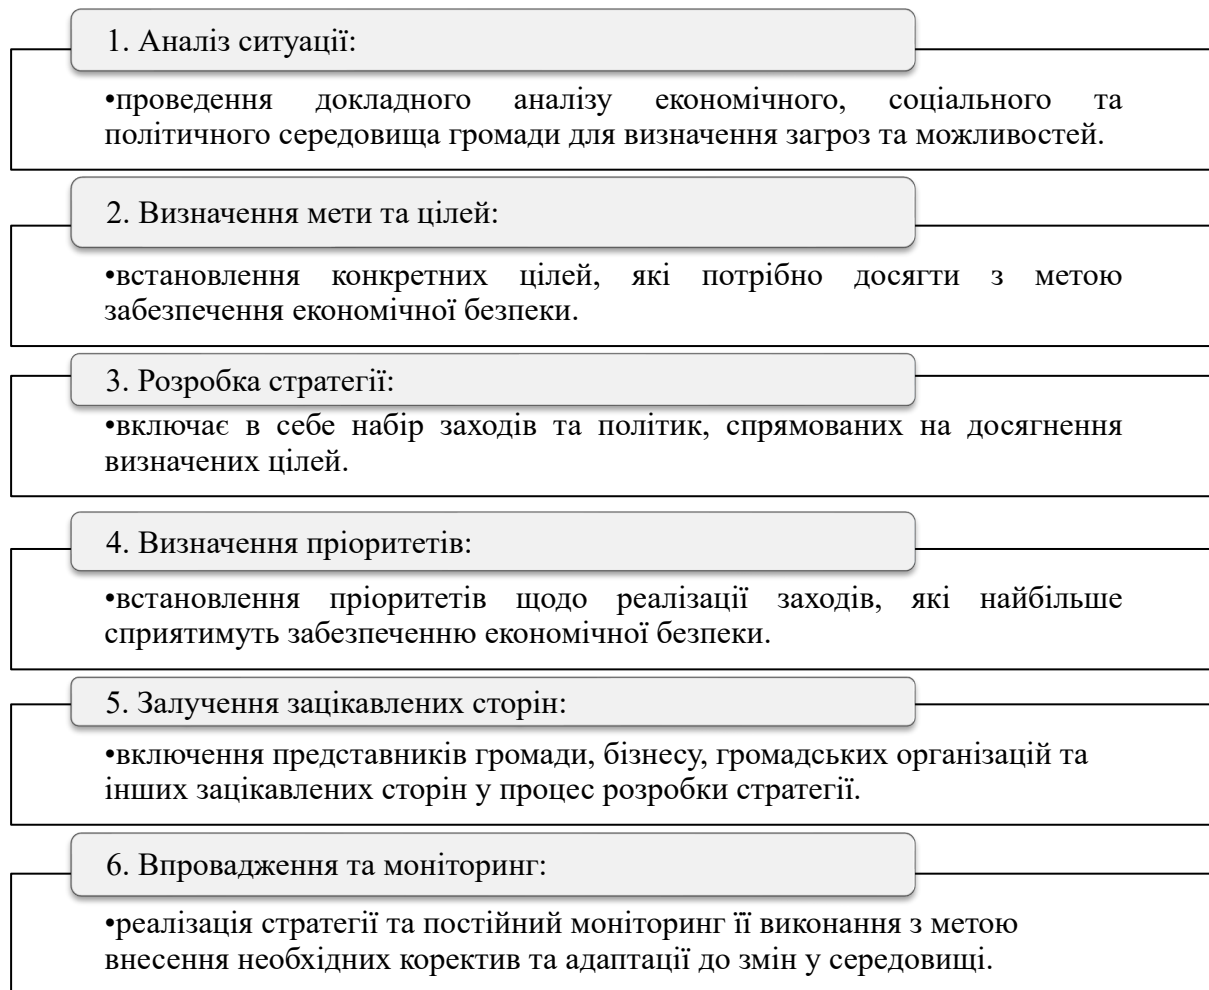 1. Аналіз ситуації:
•проведення докладного аналізу економічного, соціального та
політичного середовища громади для визначення загроз та можливостей.
2. Визначення мети та цілей:
•встановлення конкретних цілей, які потрібно досягти з метою
забезпечення економічної безпеки.
3. Розробка стратегії:
•включає в себе набір заходів та політик, спрямованих на досягнення
визначених цілей.
4. Визначення пріоритетів:
•встановлення пріоритетів щодо реалізації заходів, які найбільше
сприятимуть забезпеченню економічної безпеки.
5. Залучення зацікавлених сторін:
•включення представників громади, бізнесу, громадських організацій та
інших зацікавлених сторін у процес розробки стратегії.
6. Впровадження та моніторинг:
•реалізація стратегії та постійний моніторинг її виконання з метою
внесення необхідних коректив та адаптації до змін у середовищі.